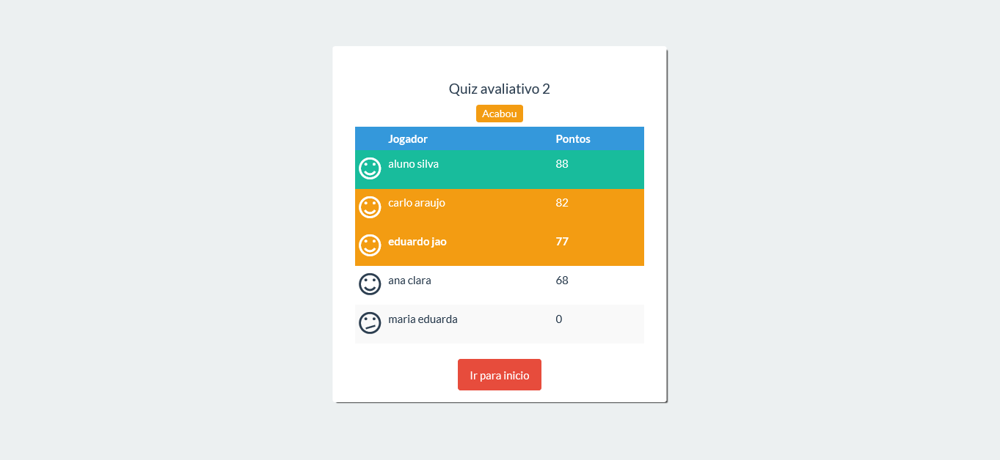 Quiz avaliativo 2
Acabou
Jogador Pontos
aluno silva 88
carlo araujo 82
eduardo jao 77
ana clara 68
maria eduarda 0
Ir para inicio